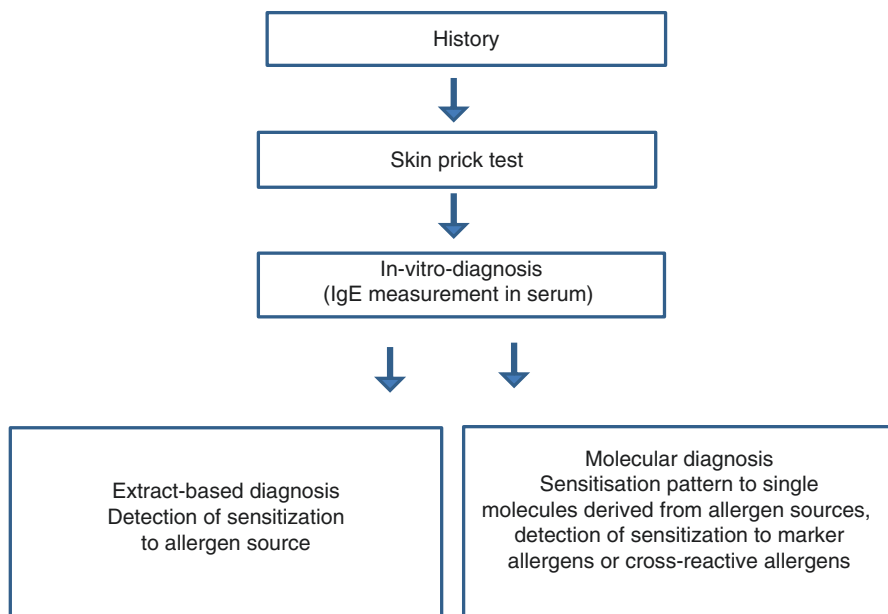 History
Skin prick test
In-vitro-diagnosis
(IgE measurement in serum)
Extract-based diagnosis
Detection of sensitization
to allergen source
Molecular diagnosis
Sensitisation pattern to single
molecules derived from allergen sources,
detection of sensitization to marker
allergens or cross-reactive allergens